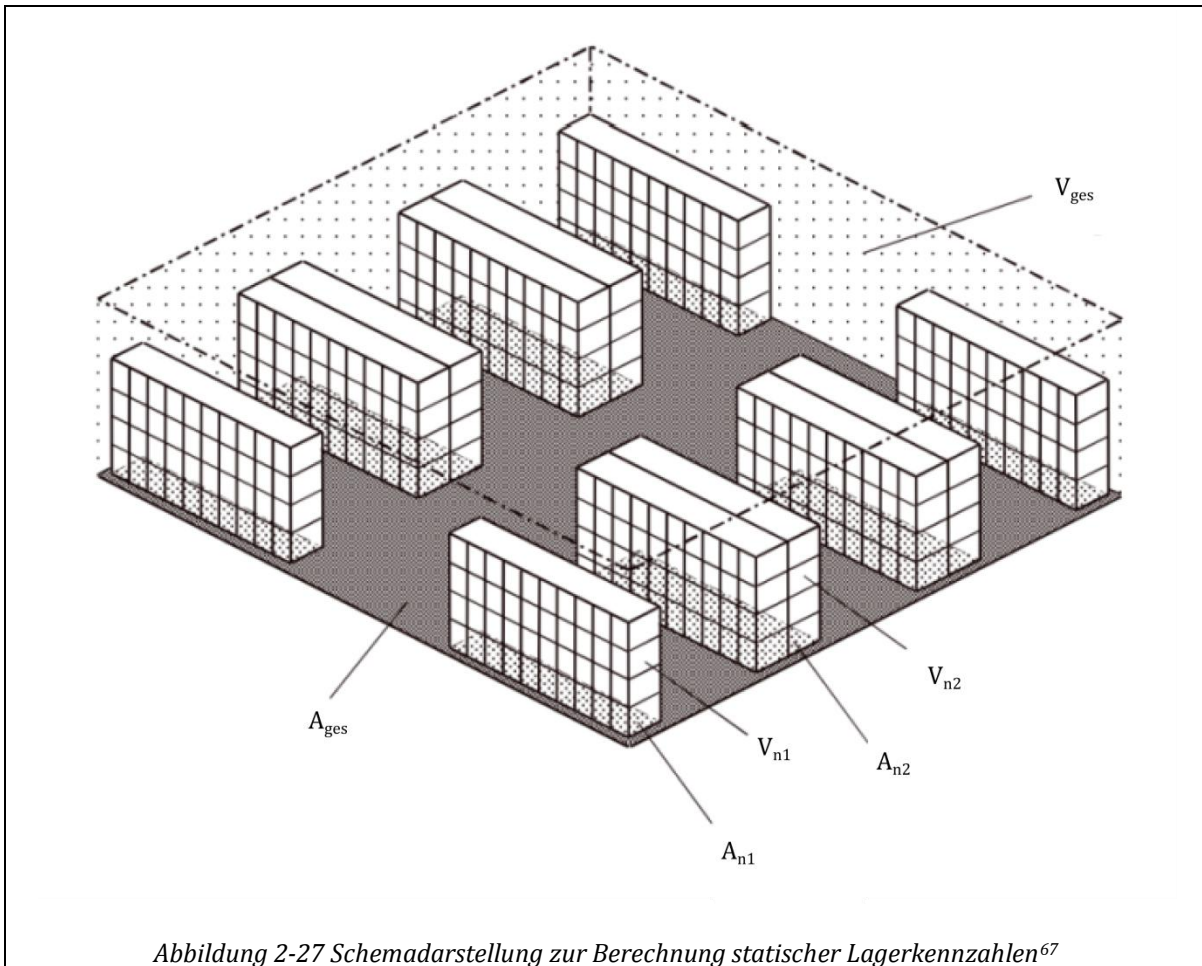 V_ges
V_n2
A_ges
V_n1
A_n2
A_n1
Abbildung 2-27 Schemadarstellung zur Berechnung statischer Lagerkennzahlen⁶⁷